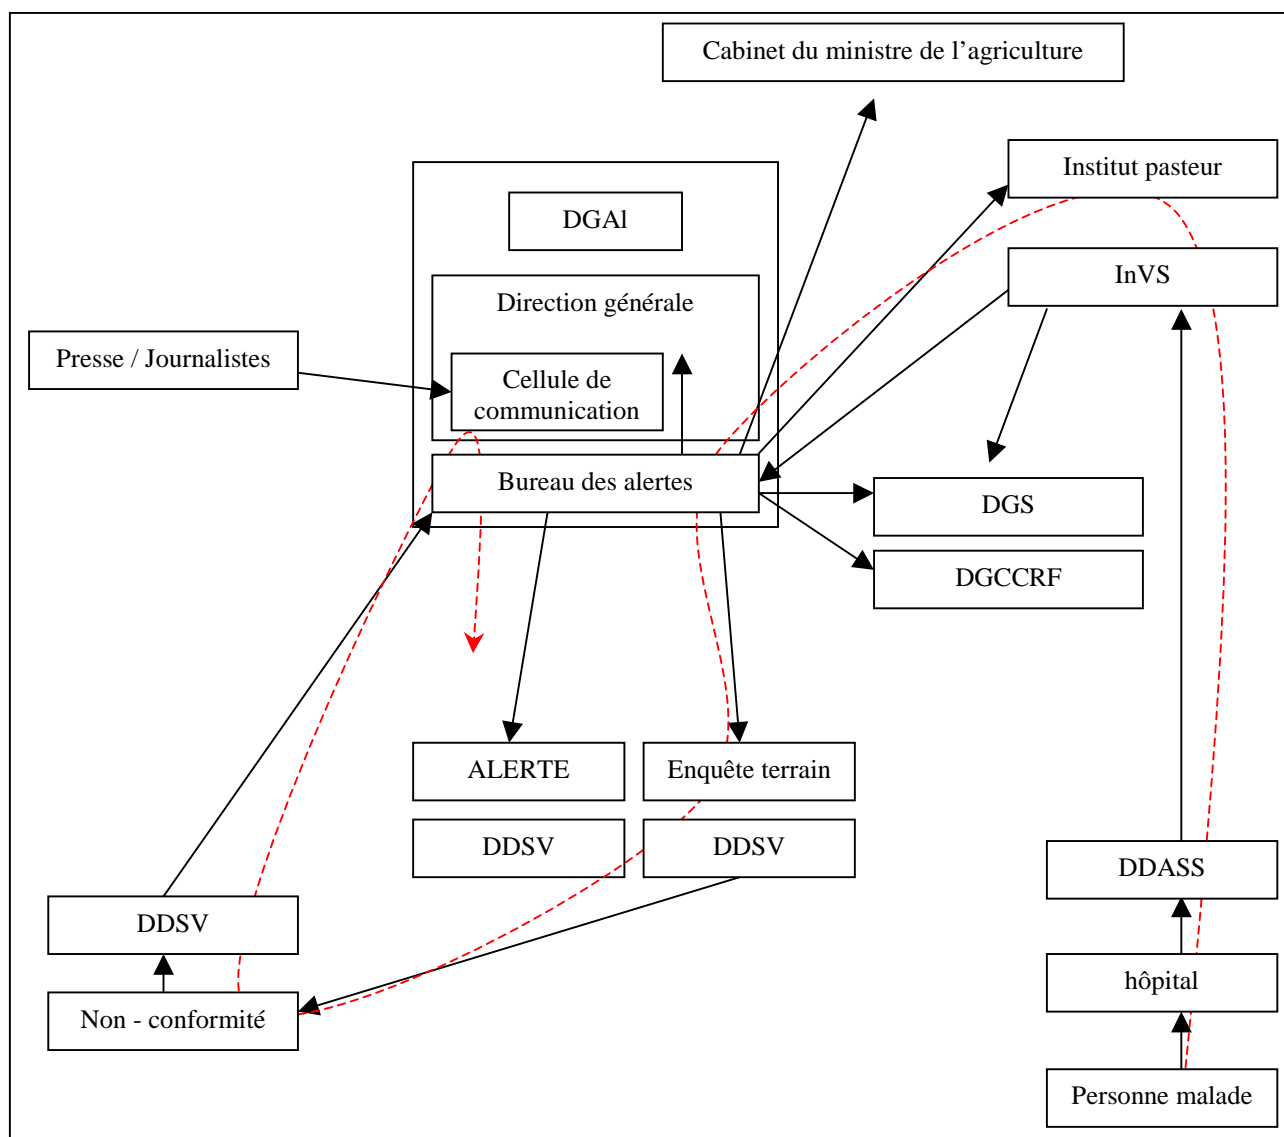 Cabinet du ministre de l’agriculture
Institut pasteur
DGAl
InVS
Direction générale
Presse / Journalistes
Cellule de
communication
Bureau des alertes
DGS
DGCCRF
ALERTE
Enquête terrain
DDSV
DDSV
DDASS
DDSV
hôpital
Non - conformité
Personne malade